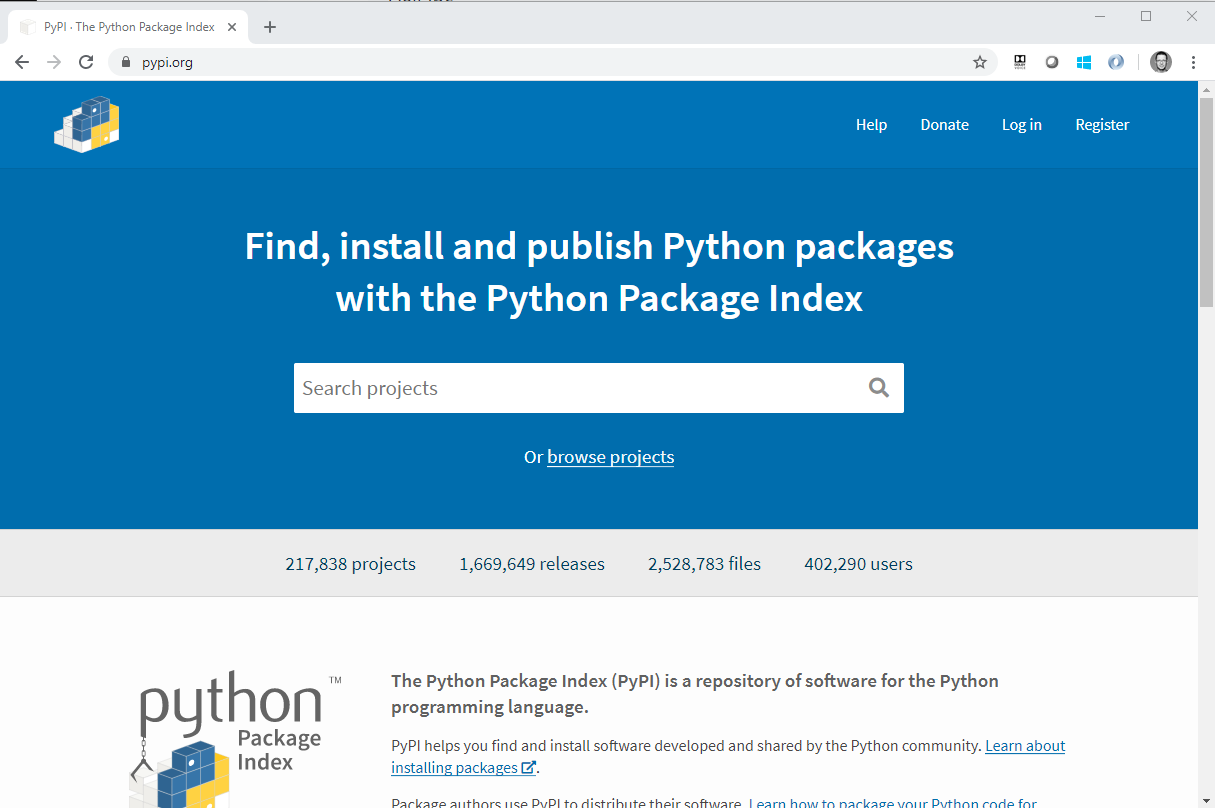 PyPI · The Python Package Index
pypi.org
Help Donate Log in Register
Find, install and publish Python packages
with the Python Package Index
Search projects
Or browse projects
217,838 projects 1,669,649 releases 2,528,783 files 402,290 users
python™
Package
Index
The Python Package Index (PyPI) is a repository of software for the Python
programming language.
PyPI helps you find and install software developed and shared by the Python community. Learn about
installing packages.
Package authors use PyPI to distribute their software. Learn how to package your Python code for